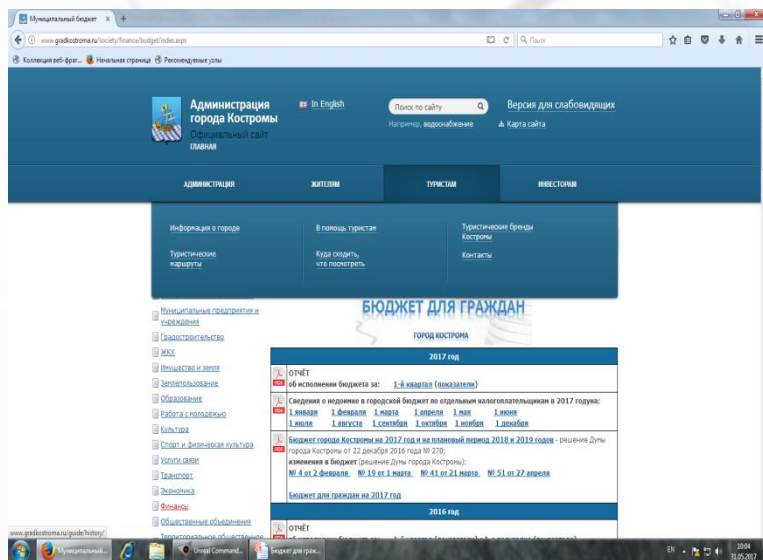 Муниципальный бюджет
www.gradkostroma.ru/society/finance/budget/index.aspx
Поиск
Коллекция веб-фраг...
Начальная страница
Рекомендуемые узлы
Администрация
города Костромы
Официальный сайт
ГЛАВНАЯ
In English
Поиск по сайту
Например, водоснабжение
Версия для слабовидящих
Карта сайта
АДМИНИСТРАЦИЯ
ЖИТЕЛЯМ
ТУРИСТАМ
ИНВЕСТОРАМ
Информация о городе
В помощь туристам
Туристические бренды
Костромы
Туристические
маршруты
Куда сходить,
что посмотреть
Контакты
Муниципальные предприятия и
учреждения
Градостроительство
ЖКХ
Имущество и земля
Землепользование
Образование
Работа с молодежью
Культура
Спорт и физическая культура
Услуги связи
Транспорт
Экономика
Финансы
Общественные объединения
Территориальное общественное
БЮДЖЕТ ДЛЯ ГРАЖДАН
ГОРОД КОСТРОМА
2017 год
ОТЧЁТ
об исполнении бюджета за: 1-й квартал (показатели)
Сведения о недоимке в городской бюджет по отдельным налогоплательщикам в 2017 годуна:
1 января 1 февраля 1 марта 1 апреля 1 мая 1 июня
1 июля 1 августа 1 сентября 1 октября 1 ноября 1 декабря
Бюджет города Костромы на 2017 год и на плановый период 2018 и 2019 годов - решение Думы
города Костромы от 22 декабря 2016 года № 270;
изменения в бюджет (решение Думы города Костромы):
№ 4 от 2 февраля № 19 от 1 марта № 41 от 21 марта № 51 от 27 апреля
Бюджет для граждан на 2017 год
2016 год
ОТЧЁТ
www.gradkostroma.ru/guide/history/
Муниципальный...
Unreal Command...
Бюджет для граж...
EN
10:04
31.05.2017